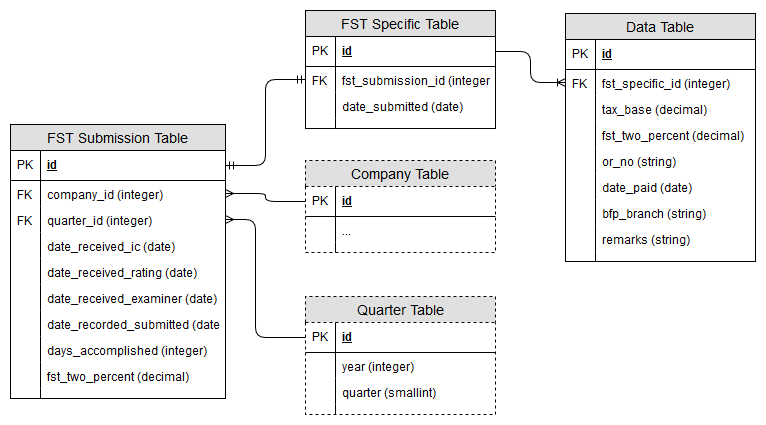 FST Specific Table
PK id
FK fst_submission_id (integer
date_submitted (date)
Data Table
PK id
FK fst_specific_id (integer)
tax_base (decimal)
fst_two_percent (decimal)
or_no (string)
date_paid (date)
bfp_branch (string)
remarks (string)
FST Submission Table
PK id
FK company_id (integer)
FK quarter_id (integer)
date_received_ic (date)
date_received_rating (date)
date_received_examiner (date)
date_recorded_submitted (date
days_accomplished (integer)
fst_two_percent (decimal)
Company Table
PK id
...
Quarter Table
PK id
year (integer)
quarter (smallint)